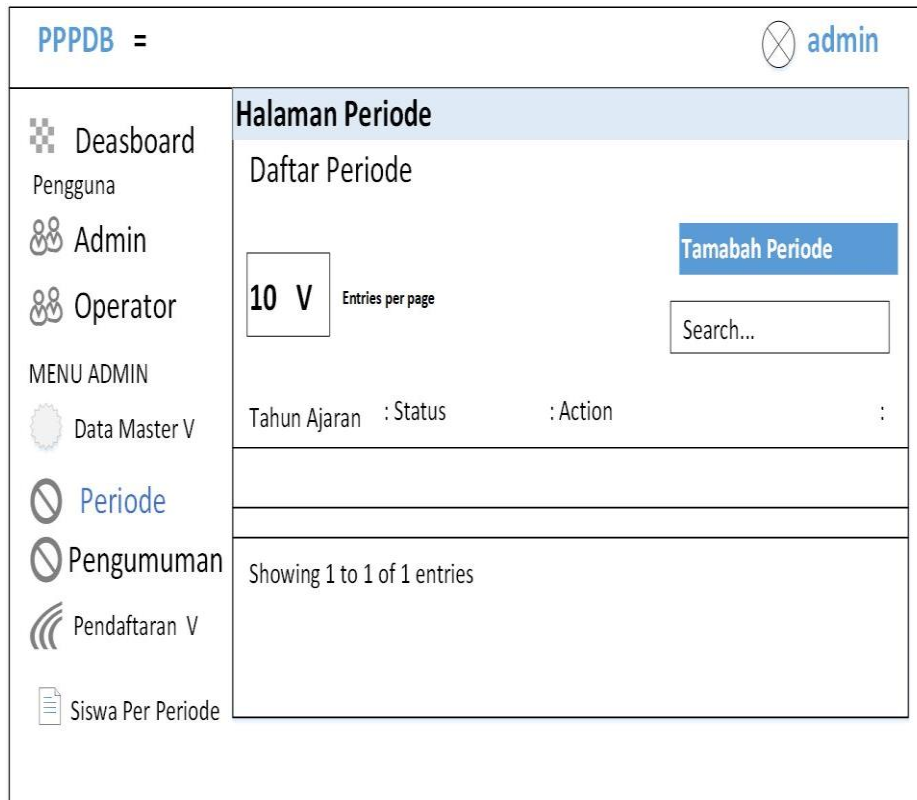 PPPDB =
admin
Deasboard
Pengguna
Admin
Operator
MENU ADMIN
Data Master V
Periode
Pengumuman
Pendaftaran V
Siswa Per Periode
Halaman Periode
Daftar Periode
Tamabah Periode
10 V Entries per page
Search...
Tahun Ajaran : Status : Action :
Showing 1 to 1 of 1 entries